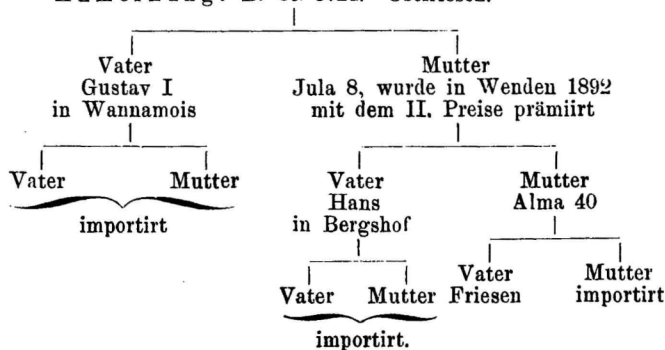 Vater Mutter
Gustav I Jula 8, wurde in Wenden 1892
in Wannamois mit dem II. Preise prämiirt
Vater Mutter Vater Mutter
Hans Alma 40
importirt in Bergshof
Vater Mutter
Vater Mutter Friesen importirt
importirt.